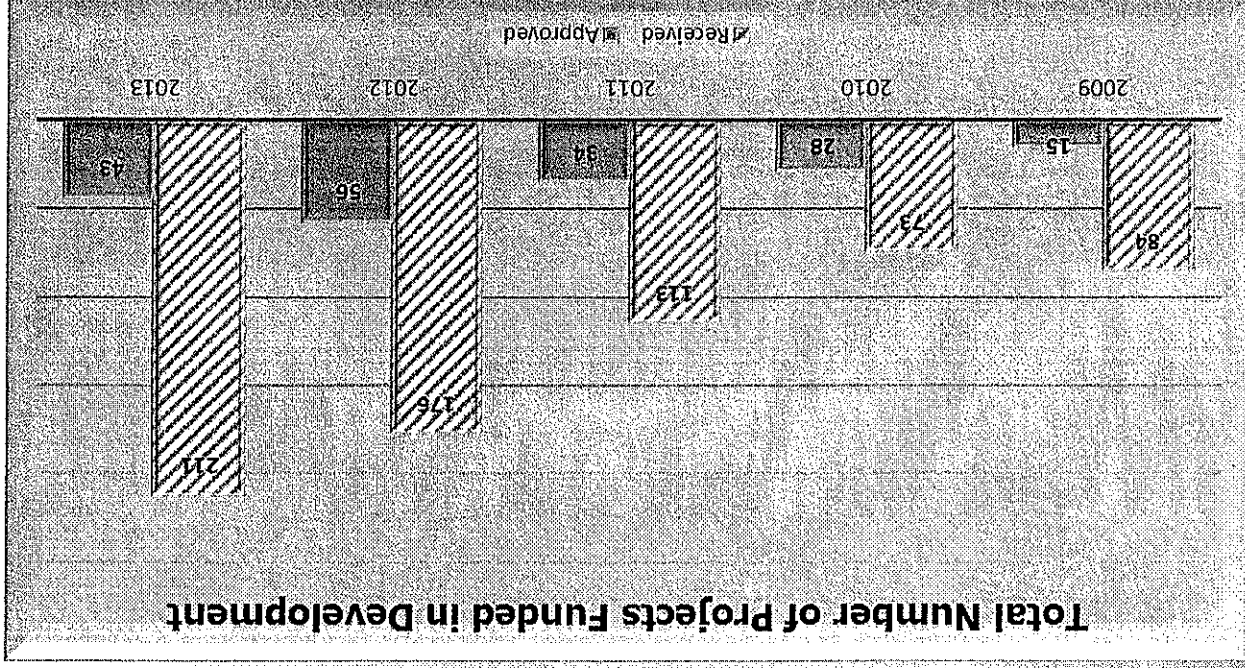 Total Number of Projects Funded in Development
84 15 73 28 113 34 176 56 211 43
2009 2010 2011 2012 2013
Received Approved